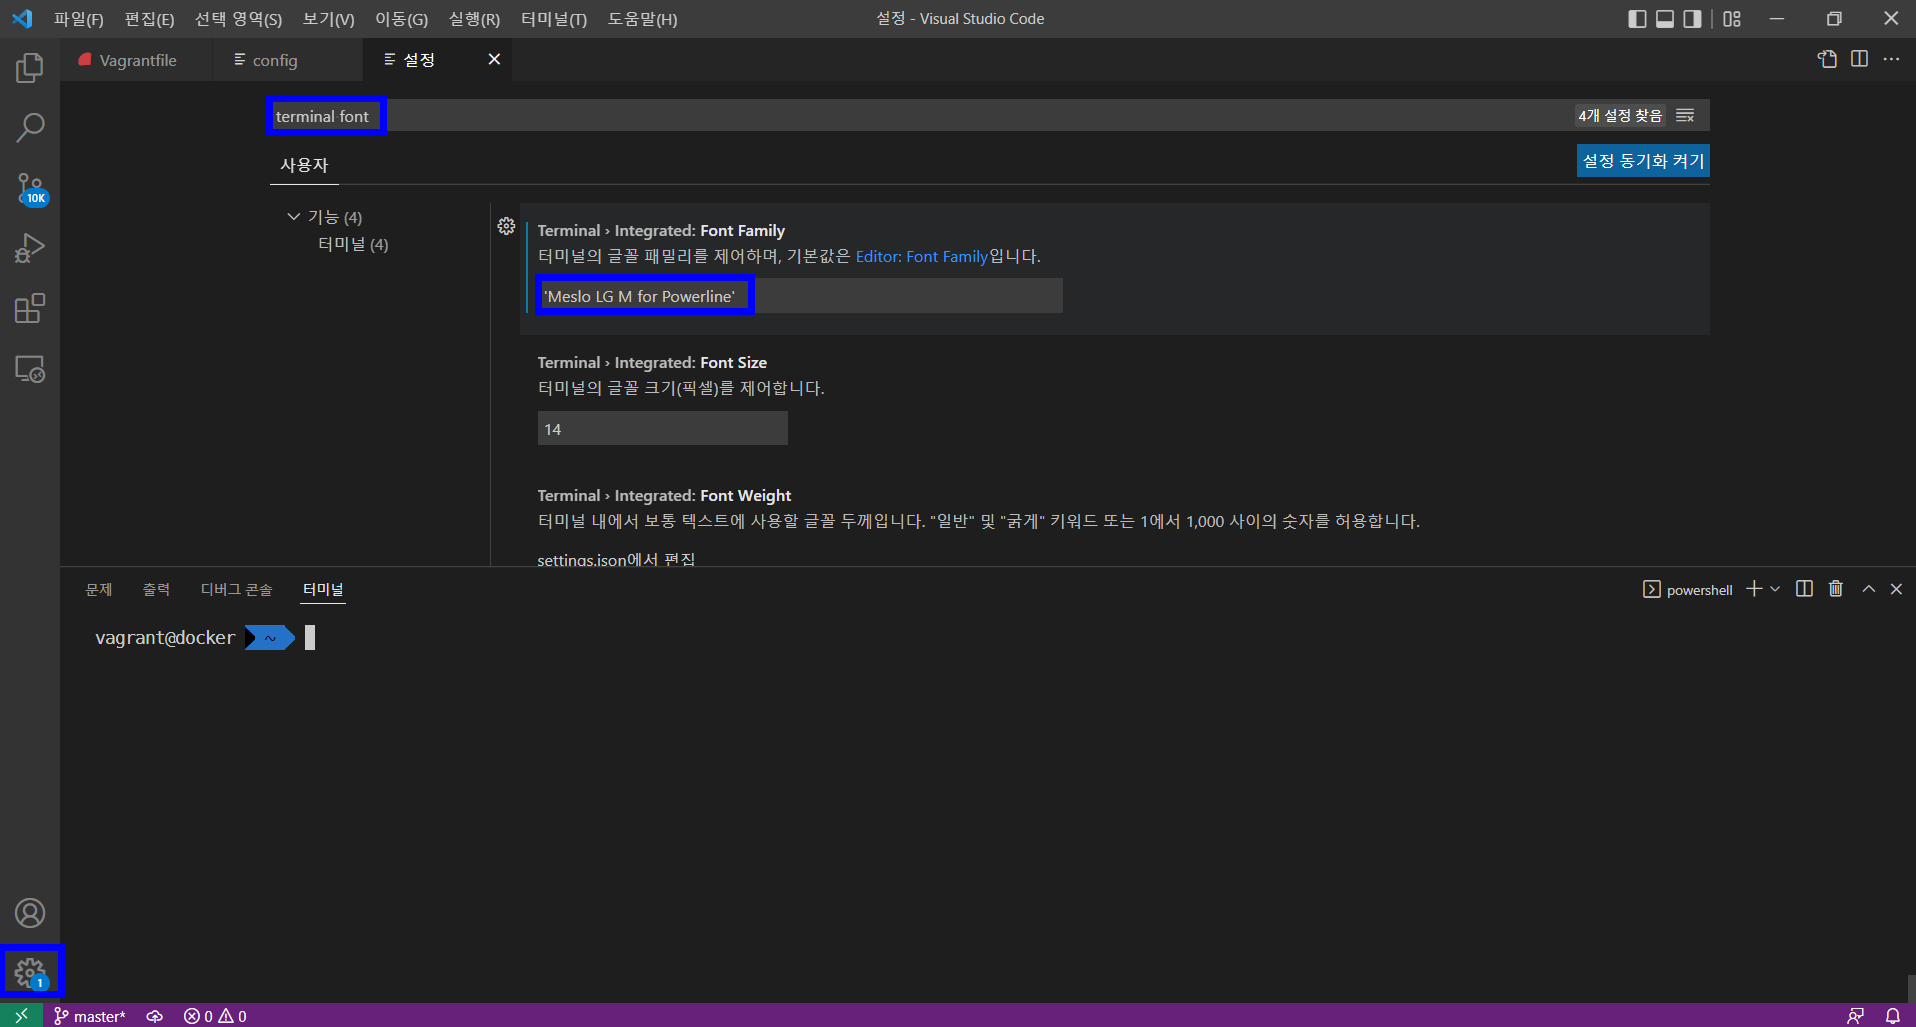 파일(F) 편집(E) 선택 영역(S) 보기(V) 이동(G) 실행(R) 터미널(T) 도움말(H) 설정 - Visual Studio Code
Vagrantfile config 설정
terminal font 4개 설정 찾음
사용자 설정 동기화 켜기
10K
기능 (4)
터미널 (4)
Terminal › Integrated: Font Family
터미널의 글꼴 패밀리를 제어하며, 기본값은 Editor: Font Family입니다.
'Meslo LG M for Powerline'
Terminal › Integrated: Font Size
터미널의 글꼴 크기(픽셀)를 제어합니다.
14
Terminal › Integrated: Font Weight
터미널 내에서 보통 텍스트에 사용할 글꼴 두께입니다. "일반" 및 "굵게" 키워드 또는 1에서 1,000 사이의 숫자를 허용합니다.
settings.json에서 편집
문제 출력 디버그 콘솔 터미널 powershell
vagrant@docker ~
1
master* 0 0